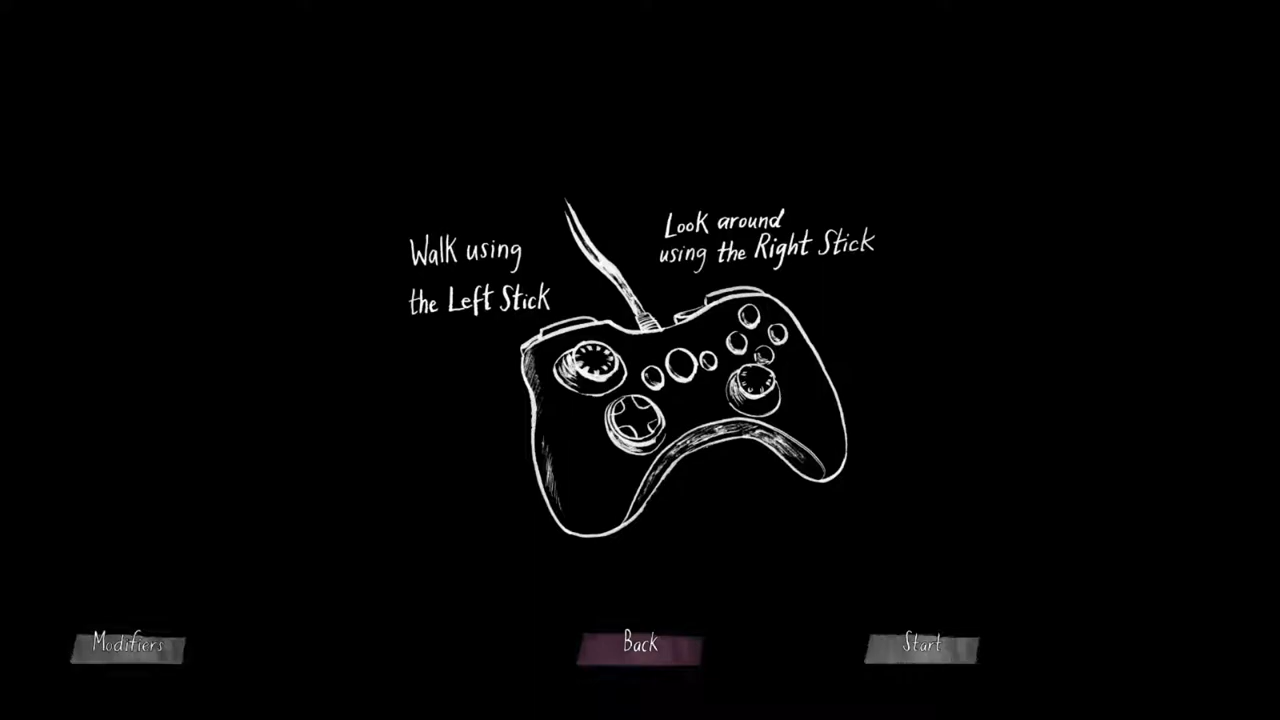 Walk using
the Left Stick
Look around
using the Right Stick
Modifiers
Back
Start